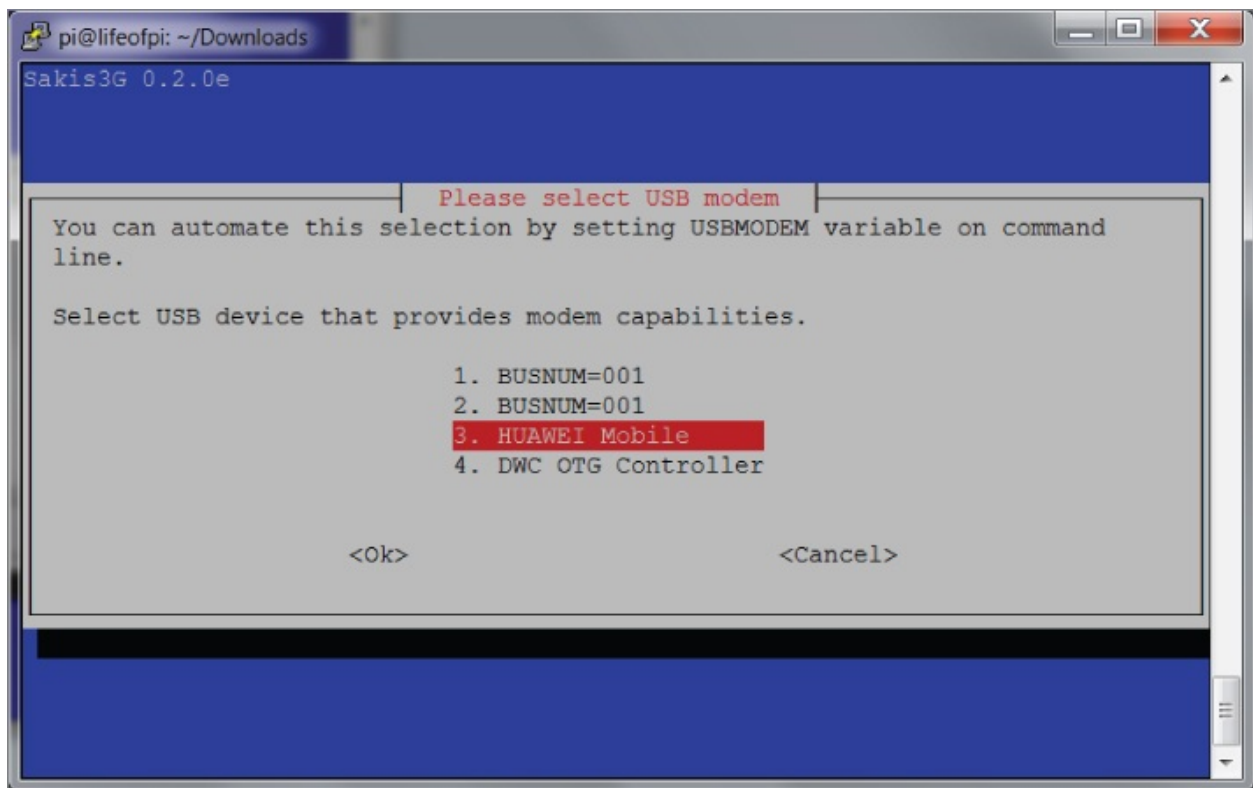 pi@lifeofpi: ~/Downloads
Sakis3G 0.2.0e
Please select USB modem
You can automate this selection by setting USBMODEM variable on command
line.
Select USB device that provides modem capabilities.
1. BUSNUM=001
2. BUSNUM=001
3. HUAWEI Mobile
4. DWC OTG Controller
<Ok> <Cancel>